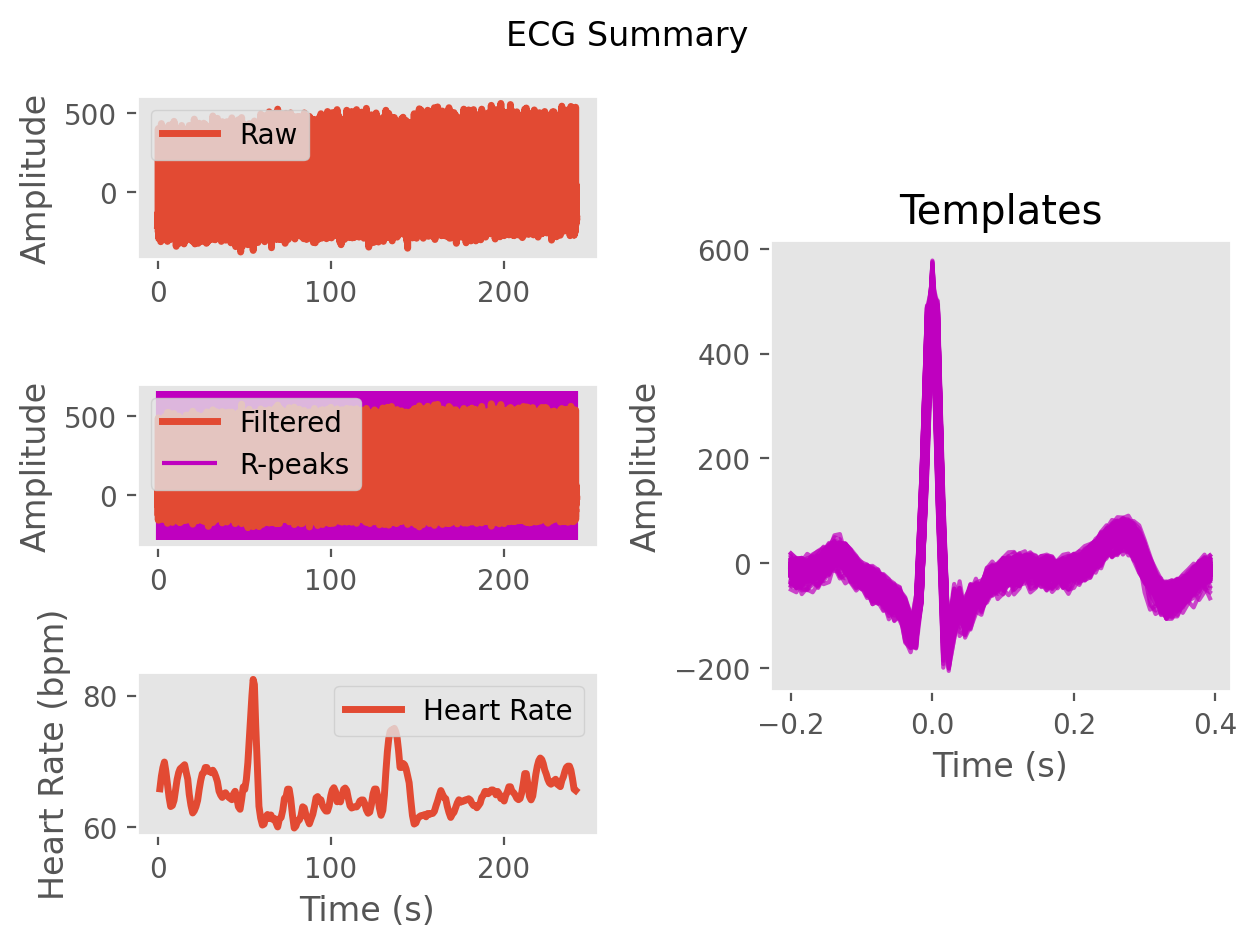 ECG Summary
Amplitude
500
0
Raw
0
100
200
Amplitude
500
0
Filtered
R-peaks
0
100
200
Heart Rate (bpm)
80
60
Heart Rate
0
100
200
Time (s)
Templates
Amplitude
600
400
200
0
−200
−0.2
0.0
0.2
0.4
Time (s)